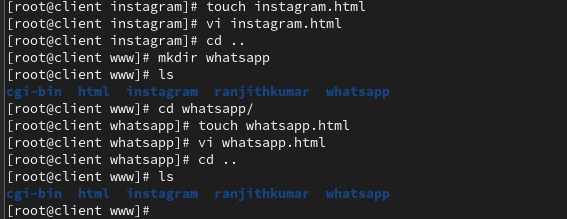 [root@client instagram]# touch instagram.html
[root@client instagram]# vi instagram.html
[root@client instagram]# cd ..
[root@client www]# mkdir whatsapp
[root@client www]# ls
cgi-bin  html  instagram  ranjithkumar  whatsapp
[root@client www]# cd whatsapp/
[root@client whatsapp]# touch whatsapp.html
[root@client whatsapp]# vi whatsapp.html
[root@client whatsapp]# cd ..
[root@client www]# ls
cgi-bin  html  instagram  ranjithkumar  whatsapp
[root@client www]#